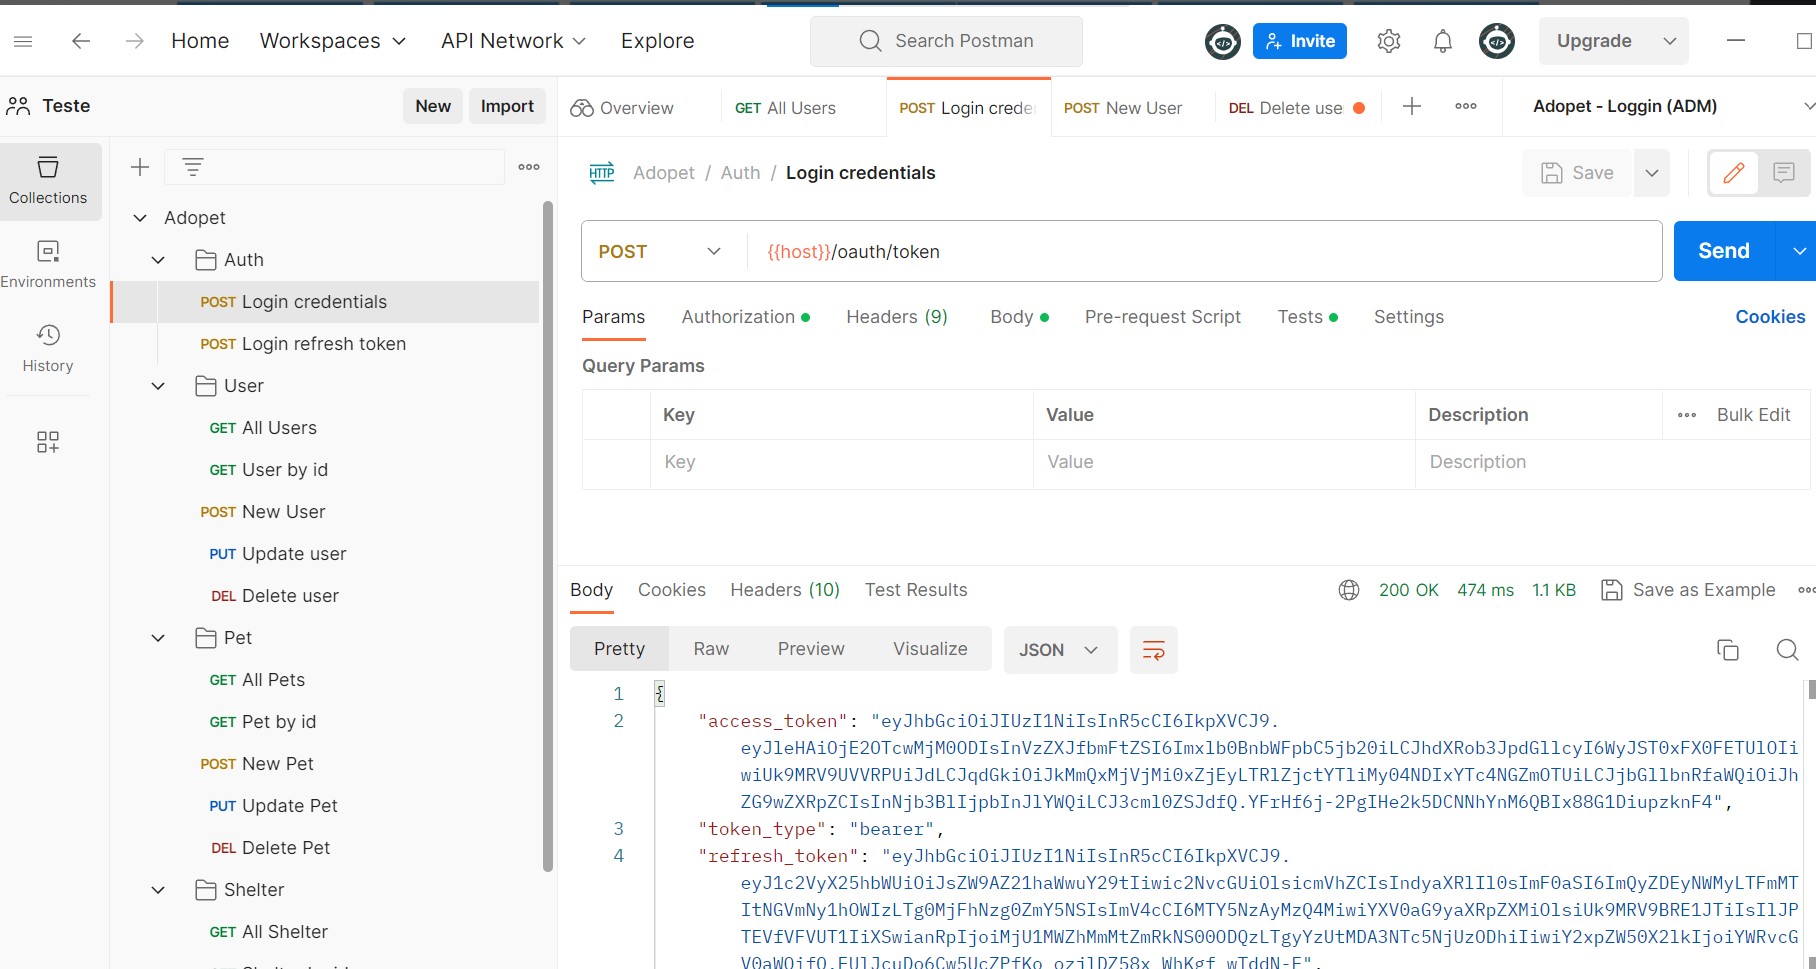 Home Workspaces API Network Explore Search Postman Invite Upgrade
Teste New Import
Overview GET All Users POST Login crede POST New User DEL Delete use Adopet - Loggin (ADM)
Collections
Environments
History
Adopet
Auth
POST Login credentials
POST Login refresh token
User
GET All Users
GET User by id
POST New User
PUT Update user
DEL Delete user
Pet
GET All Pets
GET Pet by id
POST New Pet
PUT Update Pet
DEL Delete Pet
Shelter
GET All Shelter
HTTP Adopet / Auth / Login credentials Save
POST {{host}}/oauth/token Send
Params Authorization Headers (9) Body Pre-request Script Tests Settings Cookies
Query Params
Key Value Description Bulk Edit
Key Value Description
Body Cookies Headers (10) Test Results 200 OK 474 ms 1.1 KB Save as Example
Pretty Raw Preview Visualize JSON
1 {
2 "access_token": "eyJhbGciOiJIUzI1NiIsInR5cCI6IkpXVCJ9.
3 "token_type": "bearer",
4 "refresh_token": "eyJhbGciOiJIUzI1NiIsInR5cCI6IkpXVCJ9.